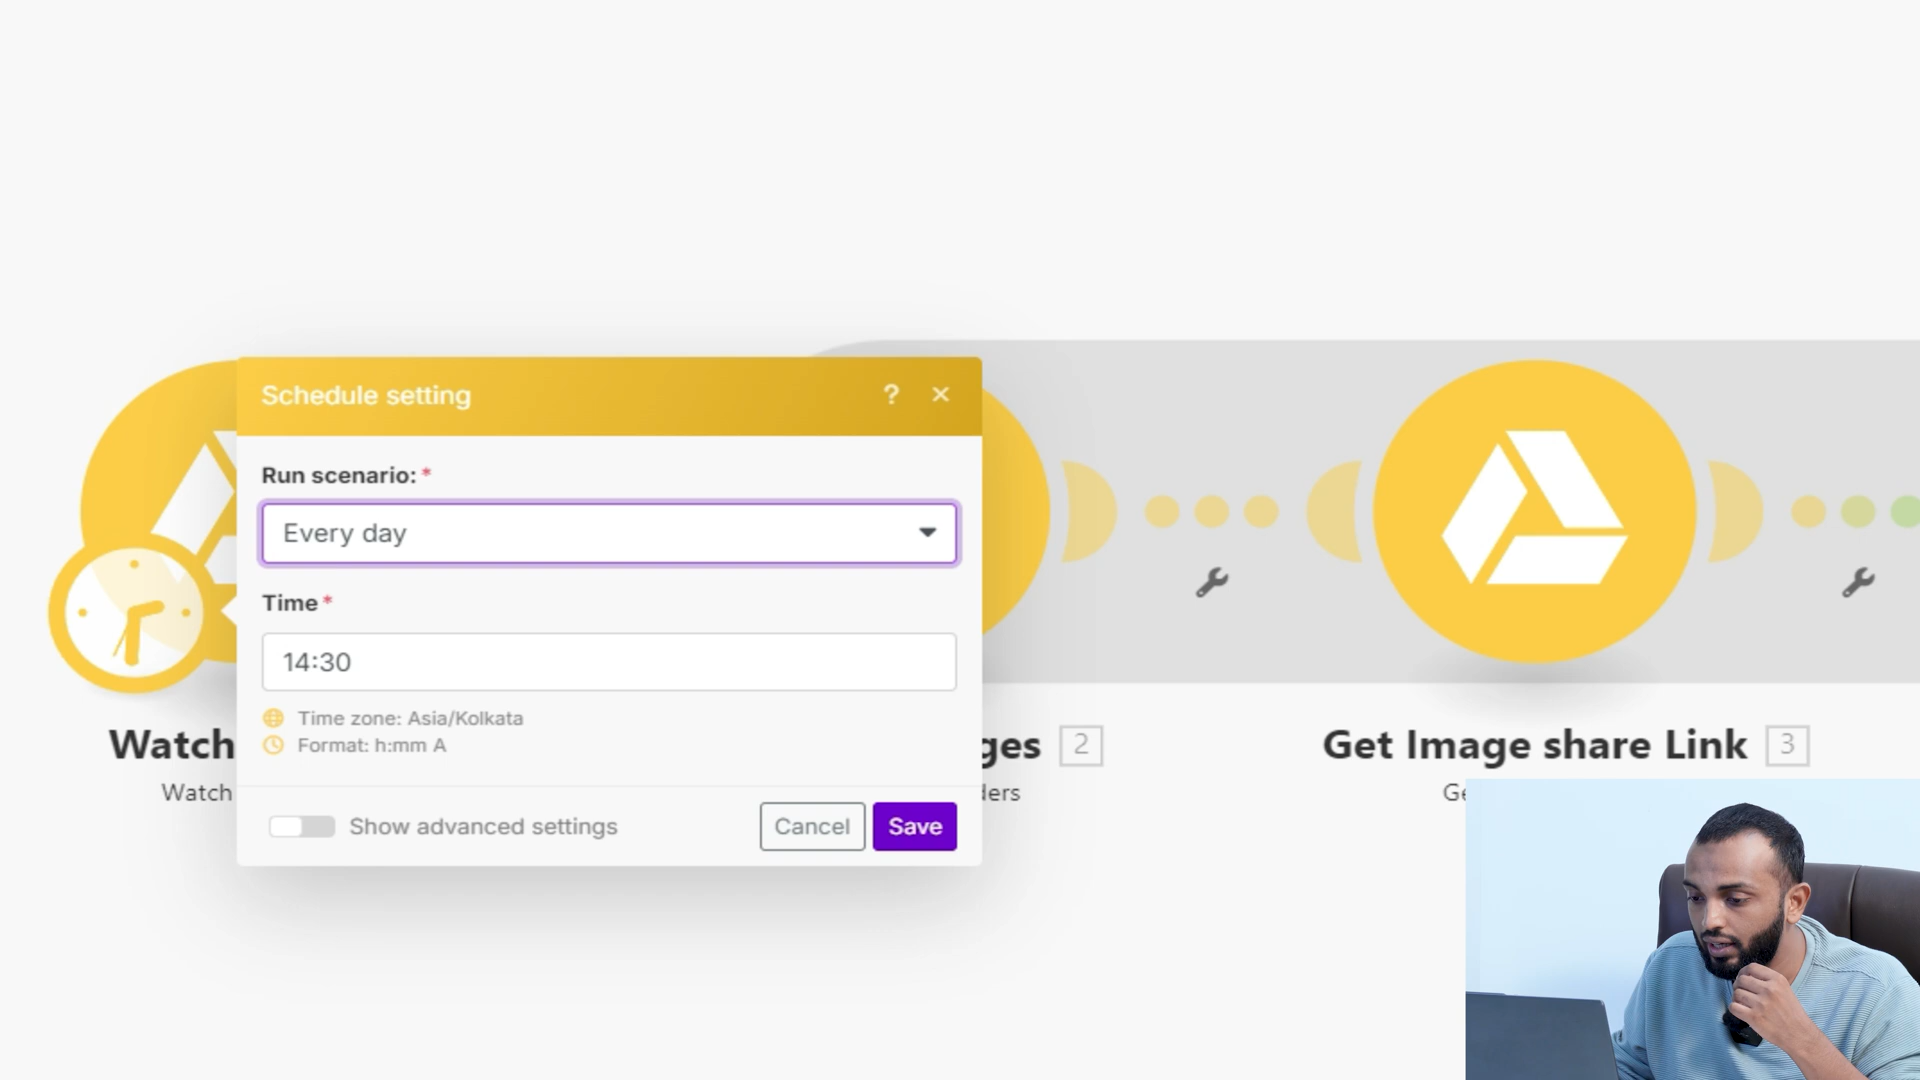 Schedule setting ?
Run scenario: *
Every day
Time *
14:30
Time zone: Asia/Kolkata
Format: h:mm A
Show advanced settings
Cancel
Save
Watch
Watch
ges 2
ders
Get Image share Link 3
Ge